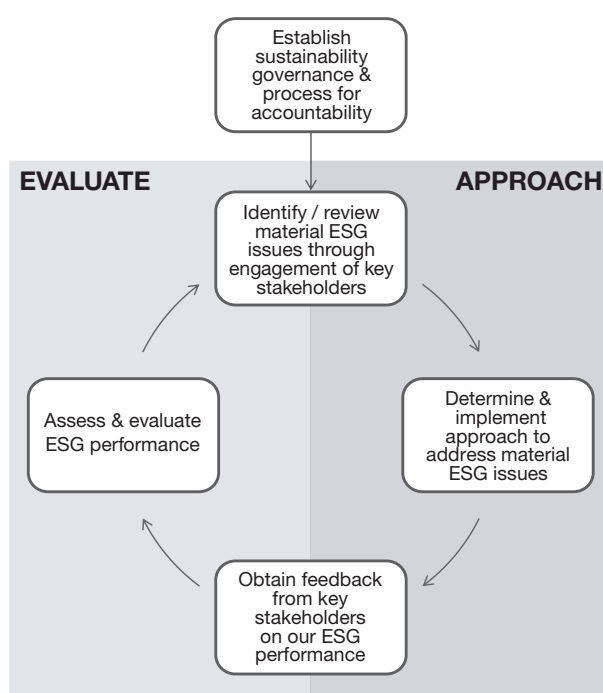 Establish
sustainability
governance &
process for
accountability
EVALUATE
APPROACH
Identify / review
material ESG
issues through
engagement of key
stakeholders
Assess & evaluate
ESG performance
Determine &
implement
approach to
address material
ESG issues
Obtain feedback
from key
stakeholders
on our ESG
performance